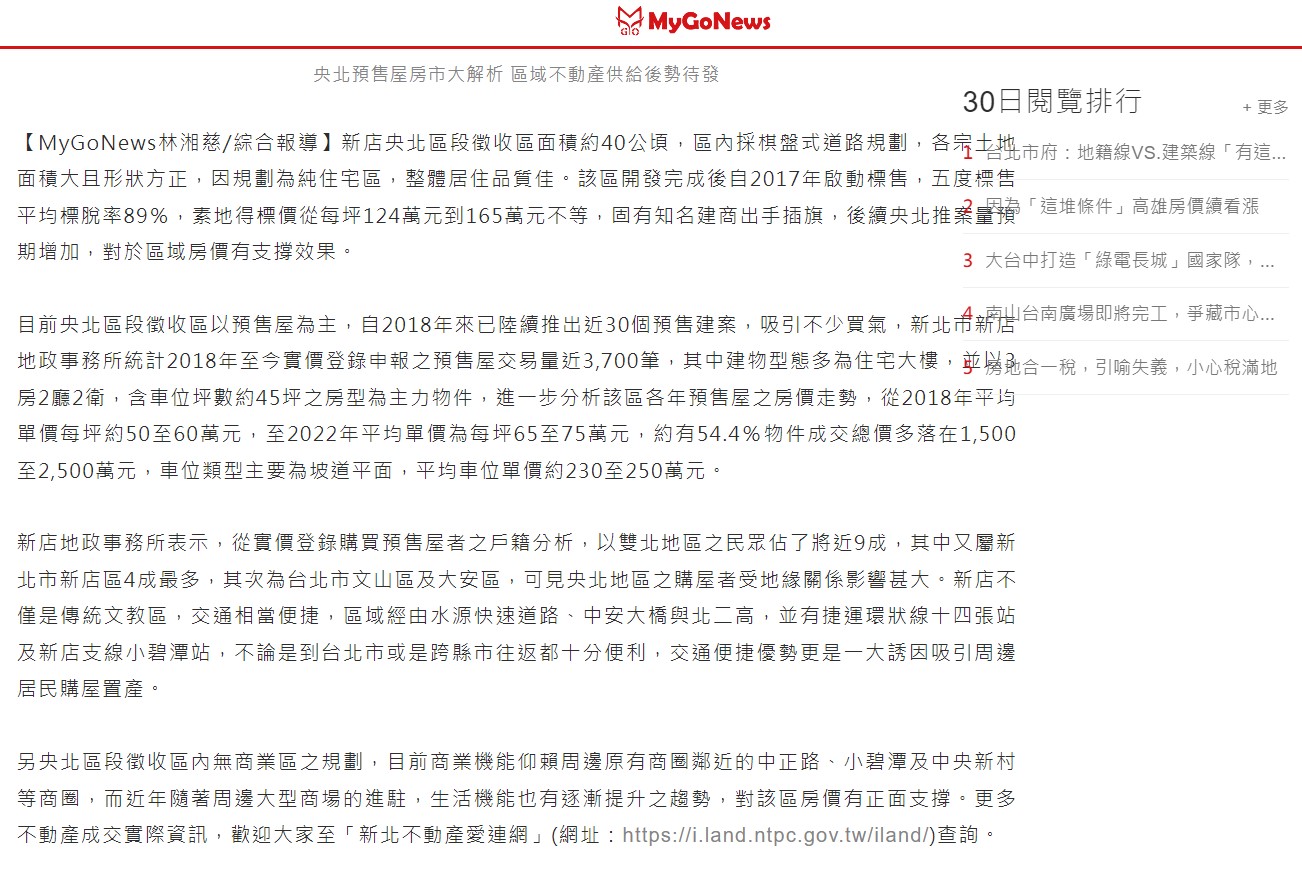 MyGoNews
央北預售屋房市大解析 區域不動產供給後勢待發
【MyGoNews林湘慈/綜合報導】新店央北區段徵收區面積約40公頃，區內採棋盤式道路規劃，各宗土地
面積大且形狀方正，因規劃為純住宅區，整體居住品質佳。該區開發完成後自2017年啟動標售，五度標售
平均標脫率89%，素地得標價從每坪124萬元到165萬元不等，固有知名建商出手插旗，後續央北推案量預
期增加，對於區域房價有支撐效果。
目前央北區段徵收區以預售屋為主，自2018年來已陸續推出近30個預售建案，吸引不少買氣，新北市新店
地政事務所統計2018年至今實價登錄申報之預售屋交易量近3,700筆，其中建物型態多為住宅大樓，並以3
房2廳2衛，含車位坪數約45坪之房型為主力物件，進一步分析該區各年預售屋之房價走勢，從2018年平均
單價每坪約50至60萬元，至2022年平均單價為每坪65至75萬元，約有54.4%物件成交總價多落在1,500
至2,500萬元，車位類型主要為坡道平面，平均車位單價約230至250萬元。
新店地政事務所表示，從實價登錄購買預售屋者之戶籍分析，以雙北地區之民眾佔了將近9成，其中又屬新
北市新店區4成最多，其次為台北市文山區及大安區，可見央北地區之購屋者受地緣關係影響甚大。新店不
僅是傳統文教區，交通相當便捷，區域經由水源快速道路、中安大橋與北二高，並有捷運環狀線十四張站
及新店支線小碧潭站，不論是到台北市或是跨縣市往返都十分便利，交通便捷優勢更是一大誘因吸引周邊
居民購屋置產。
另央北區段徵收區內無商業區之規劃，目前商業機能仰賴周邊原有商圈鄰近的中正路、小碧潭及中央新村
等商圈，而近年隨著周邊大型商場的進駐，生活機能也有逐漸提升之趨勢，對該區房價有正面支撐。更多
不動產成交實際資訊，歡迎大家至「新北不動產愛連網」(網址：https://i.land.ntpc.gov.tw/iland/)查詢。
30日閱覽排行
+ 更多
1 台北市府：地籍線VS.建築線「有這...
2 因為「這堆條件」高雄房價續看漲
3 大台中打造「綠電長城」國家隊，...
4 南山台南廣場即將完工，爭藏市心...
5 房地合一稅，引喻失義，小心稅滿地